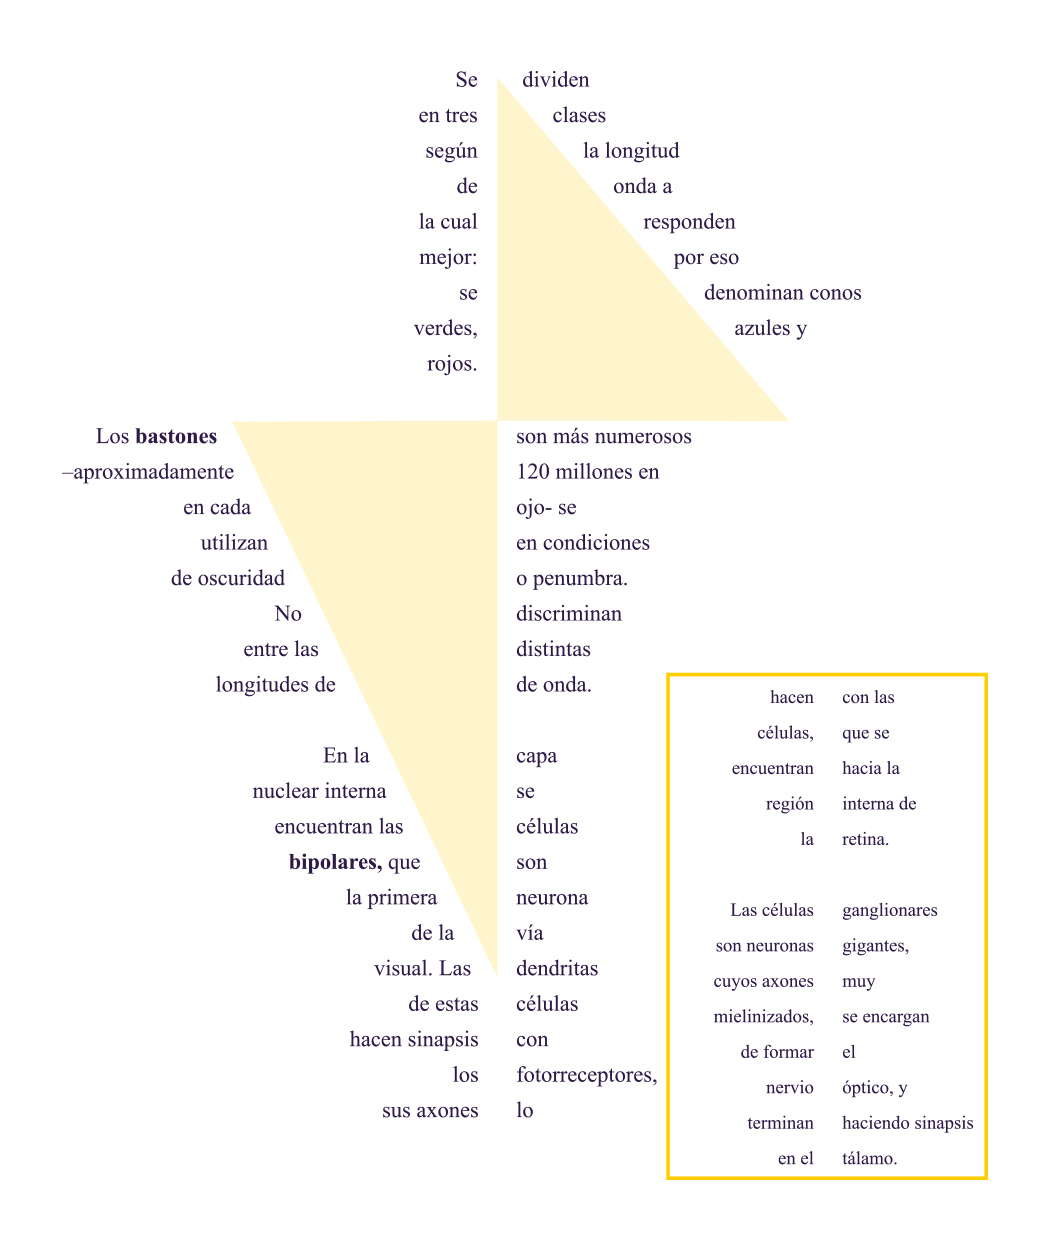 Se dividen
en tres clases
según la longitud
de onda a
la cual responden
mejor: por eso
se denominan conos
verdes, azules y
rojos.
Los bastones son más numerosos
–aproximadamente 120 millones en
en cada ojo- se
utilizan en condiciones
de oscuridad o penumbra.
No discriminan
entre las distintas
longitudes de de onda.
En la capa
nuclear interna se
encuentran las células
bipolares, que son
la primera neurona
de la vía
visual. Las dendritas
de estas células
hacen sinapsis con
los fotorreceptores,
sus axones lo
hacen con las
células, que se
encuentran hacia la
región interna de
la retina.
Las células ganglionares
son neuronas gigantes,
cuyos axones muy
mielinizados, se encargan
de formar el
nervio óptico, y
terminan haciendo sinapsis
en el tálamo.